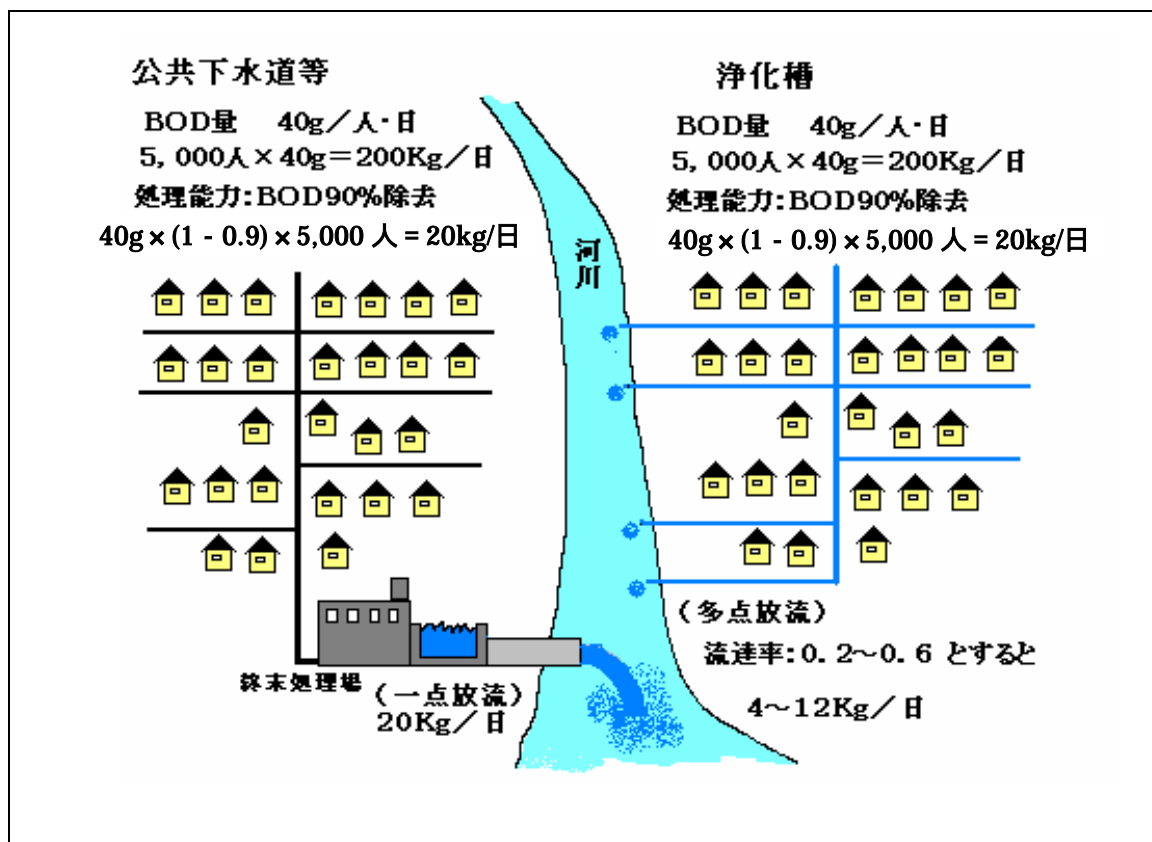 公共下水道等
BOD量 40g/人・日
5,000人×40g=200Kg/日
処理能力:BOD90%除去
40g × (1 - 0.9) × 5,000 人 = 20kg/日
終末処理場
(一点放流)
20Kg/日
河川
浄化槽
BOD量 40g/人・日
5,000人×40g=200Kg/日
処理能力:BOD90%除去
40g × (1 - 0.9) × 5,000 人 = 20kg/日
(多点放流)
流達率:0.2~0.6 とすると
4~12Kg/日